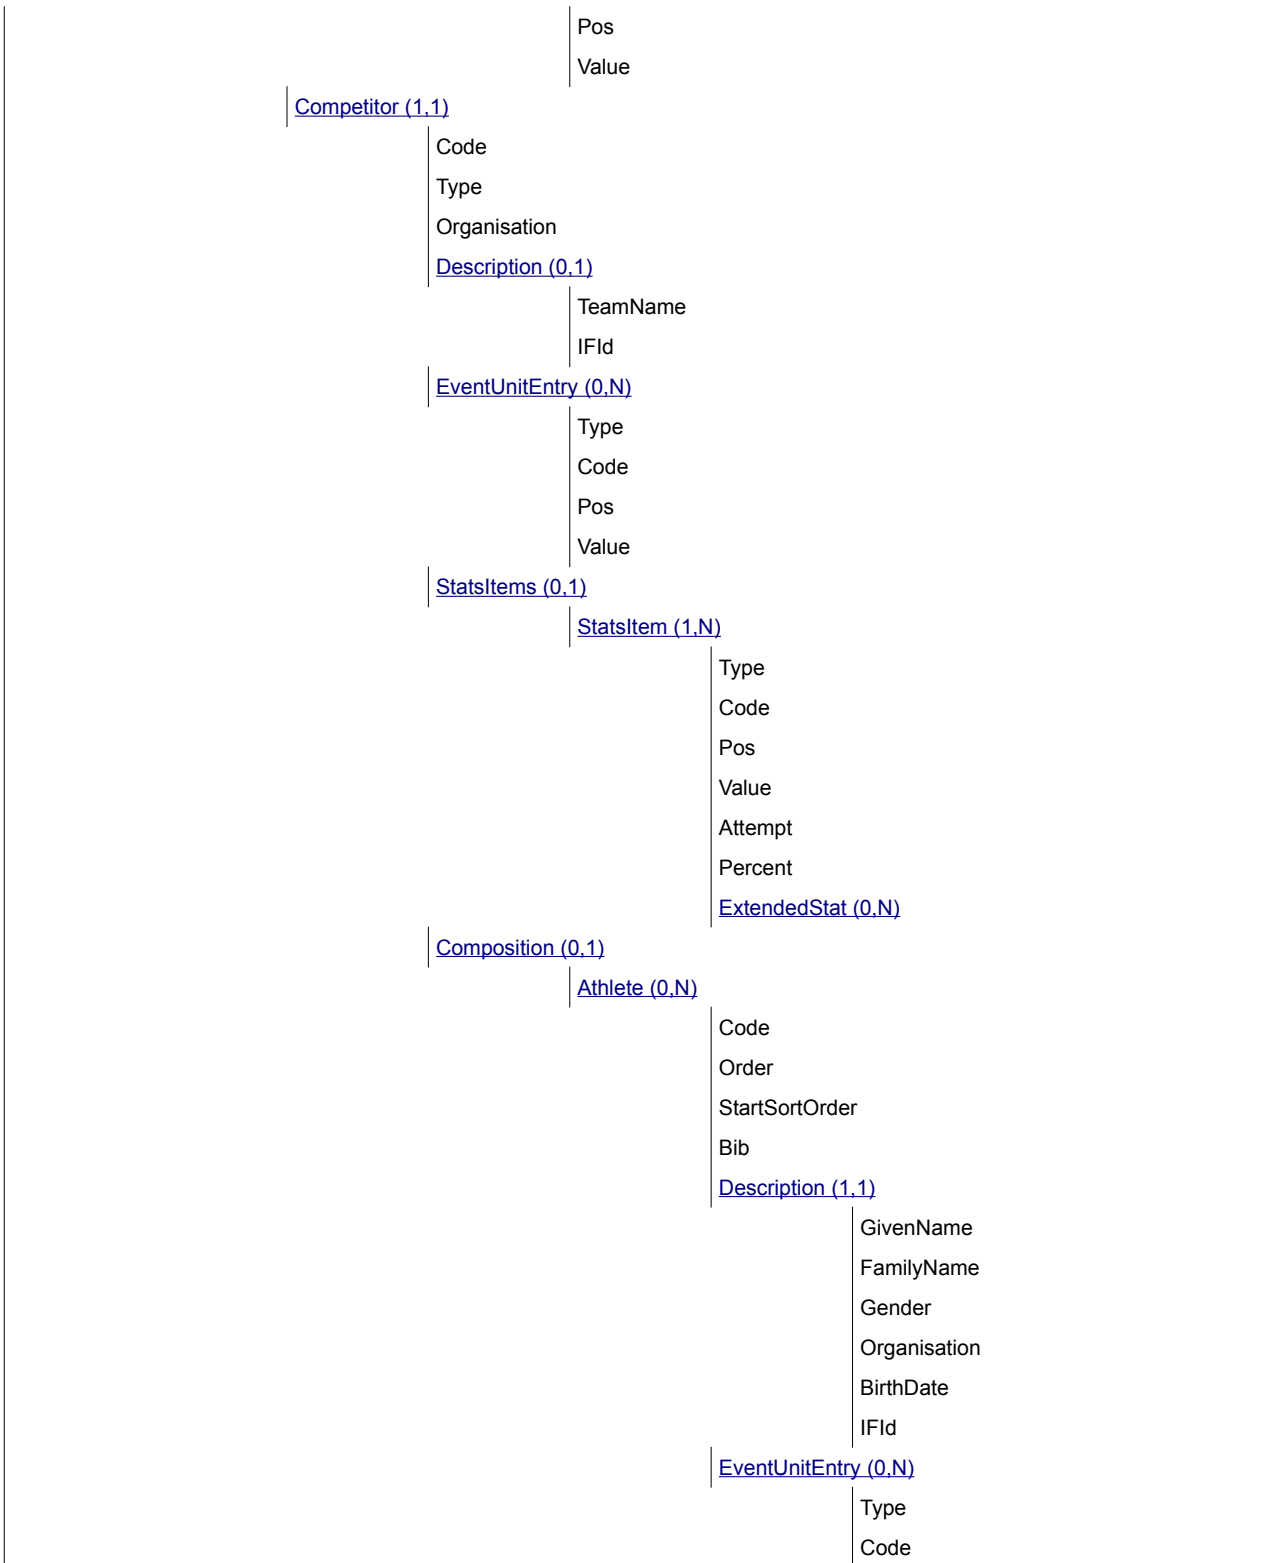 Pos
Value
Competitor (1,1)
Code
Type
Organisation
Description (0,1)
TeamName
IFId
EventUnitEntry (0,N)
Type
Code
Pos
Value
StatsItems (0,1)
StatsItem (1,N)
Type
Code
Pos
Value
Attempt
Percent
ExtendedStat (0,N)
Composition (0,1)
Athlete (0,N)
Code
Order
StartSortOrder
Bib
Description (1,1)
GivenName
FamilyName
Gender
Organisation
BirthDate
IFId
EventUnitEntry (0,N)
Type
Code